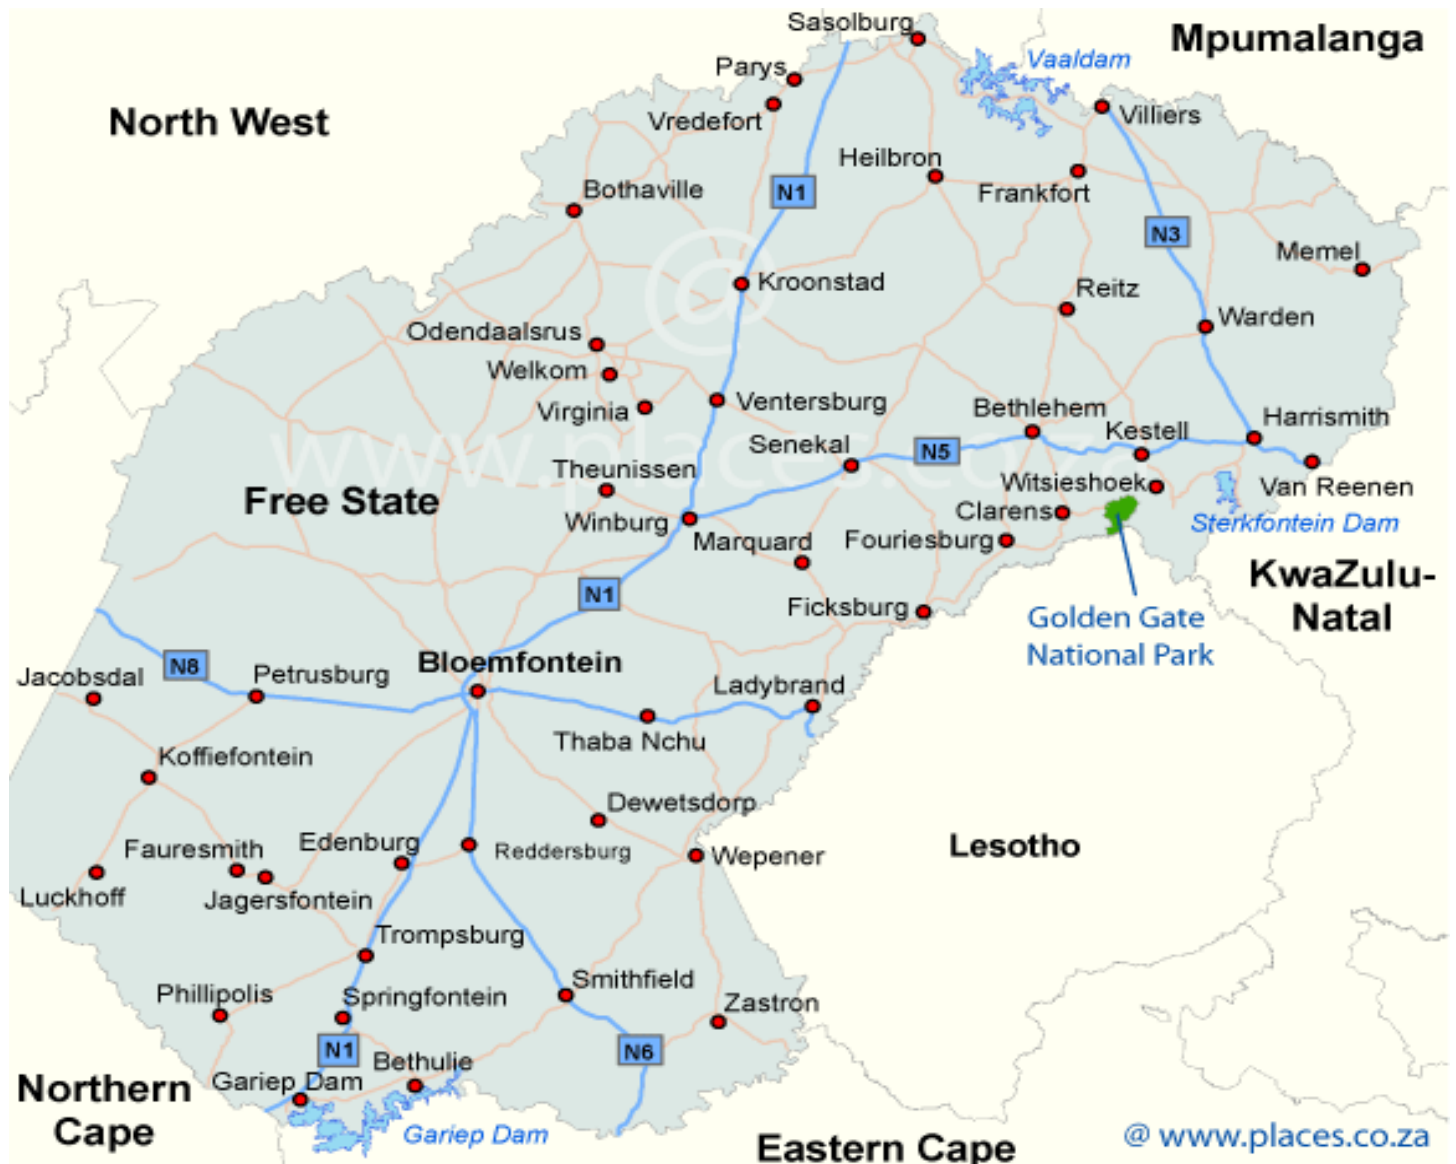 Sasolburg
Mpumalanga
Vaaldam
Parys
North West
Vredefort
Villiers
Heilbron
Frankfort
Bothaville
N1
N3
Memel
@
Kroonstad
Reitz
Warden
Odendaalsrus
Welkom
Virginia
Ventersburg
Bethlehem
Harrismith
Kestell
Senekal
N5
www.places.co.za
Theunissen
Witsieshoek
Van Reenen
Free State
Winburg
Clarens
Sterkfontein Dam
Marquard
Fouriesburg
KwaZulu-
Natal
N1
Ficksburg
Golden Gate
National Park
Bloemfontein
N8
Jacobsdal
Petrusburg
Ladybrand
Thaba Nchu
Koffiefontein
Dewetsdorp
Edenburg
Fauresmith
Reddersburg
Wepener
Lesotho
Luckhoff
Jagersfontein
Trompsburg
Smithfield
Phillipolis
Springfontein
Zastron
N1
N6
Bethulie
Gariep Dam
Northern
Cape
Gariep Dam
Eastern Cape
@ www.places.co.za